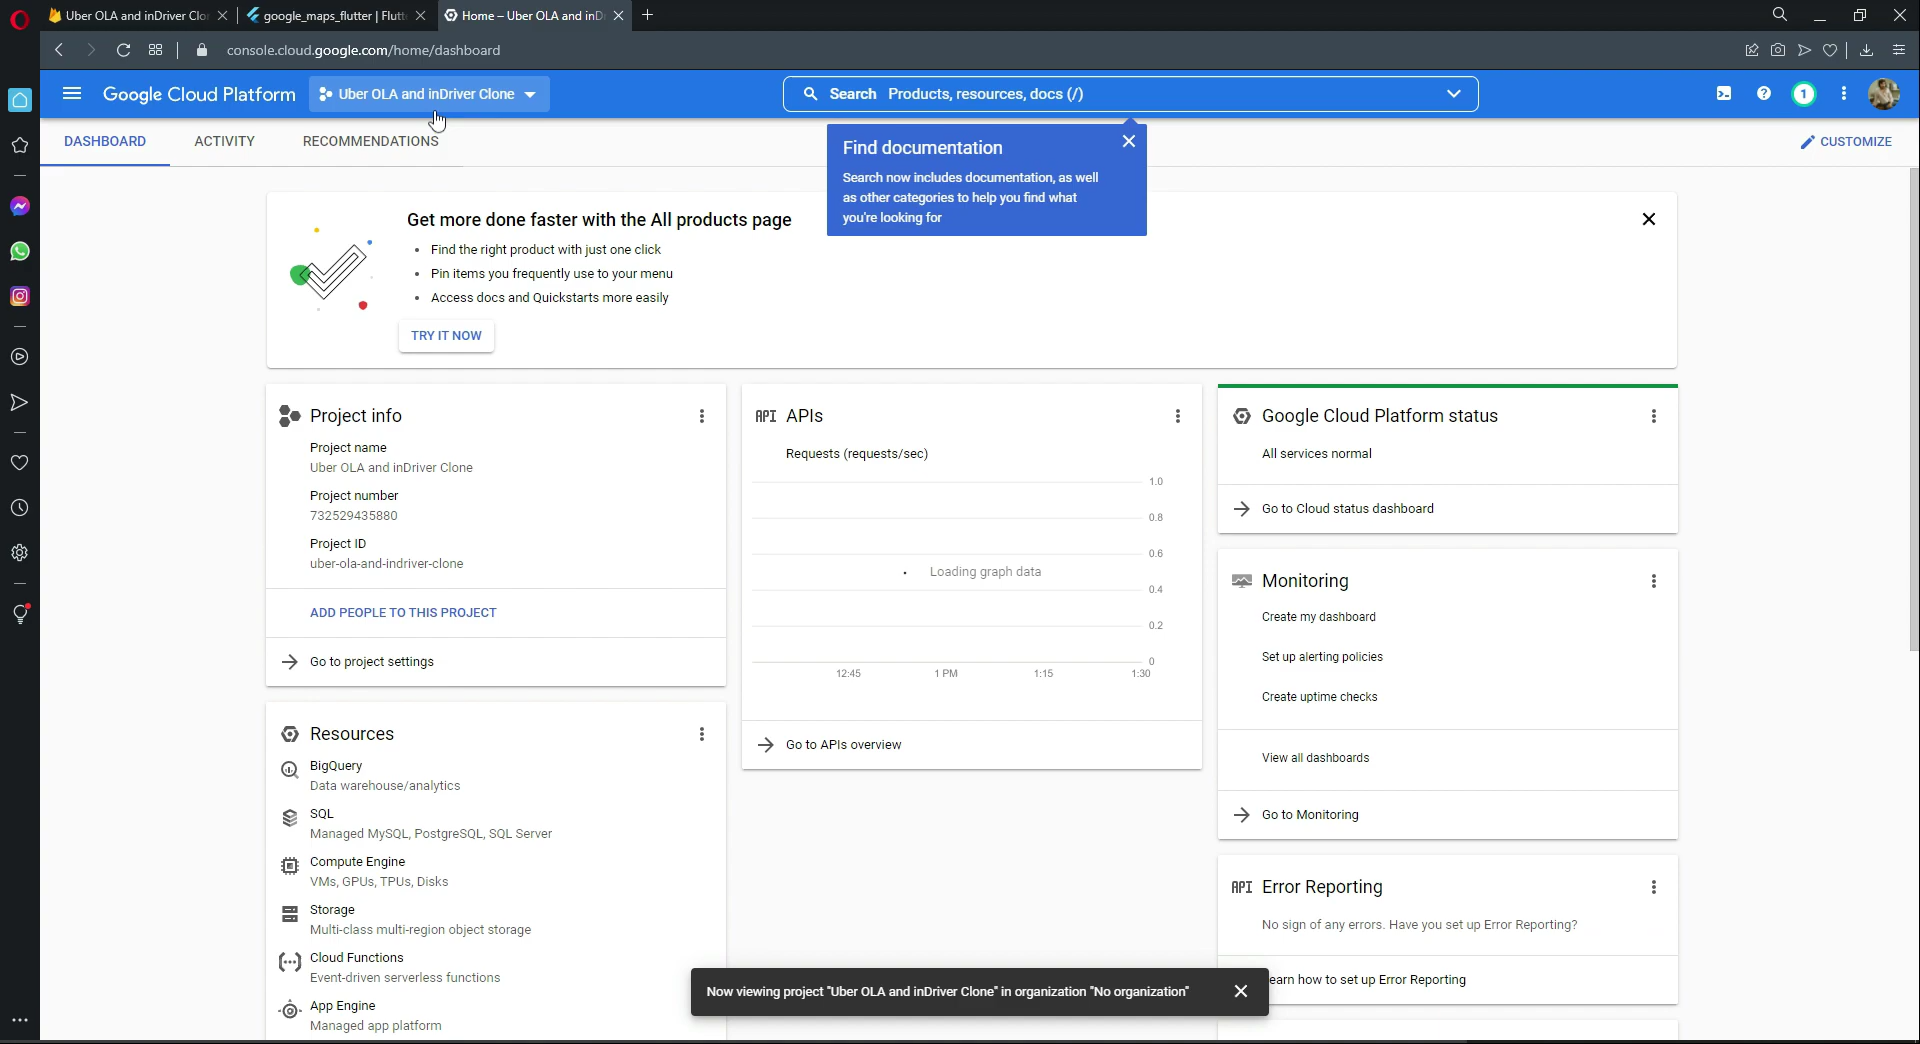 Uber OLA and inDriver Clor
google_maps_flutter | Flutt
Home – Uber OLA and inD
console.cloud.google.com/home/dashboard
Google Cloud Platform
Uber OLA and inDriver Clone
Search Products, resources, docs (/)
1
DASHBOARD
ACTIVITY
RECOMMENDATIONS
CUSTOMIZE
Find documentation
Search now includes documentation, as well
as other categories to help you find what
you're looking for
Get more done faster with the All products page
• Find the right product with just one click
• Pin items you frequently use to your menu
• Access docs and Quickstarts more easily
TRY IT NOW
Project info
Project name
Uber OLA and inDriver Clone
Project number
732529435880
Project ID
uber-ola-and-indriver-clone
ADD PEOPLE TO THIS PROJECT
Go to project settings
Resources
BigQuery
Data warehouse/analytics
SQL
Managed MySQL, PostgreSQL, SQL Server
Compute Engine
VMs, GPUs, TPUs, Disks
Storage
Multi-class multi-region object storage
Cloud Functions
Event-driven serverless functions
App Engine
Managed app platform
API APIs
Requests (requests/sec)
1.0
0.8
0.6
Loading graph data
0.4
0.2
0
12:45 1 PM 1:15 1:30
Go to APIs overview
Google Cloud Platform status
All services normal
Go to Cloud status dashboard
Monitoring
Create my dashboard
Set up alerting policies
Create uptime checks
View all dashboards
Go to Monitoring
API Error Reporting
No sign of any errors. Have you set up Error Reporting?
earn how to set up Error Reporting
Now viewing project "Uber OLA and inDriver Clone" in organization "No organization"